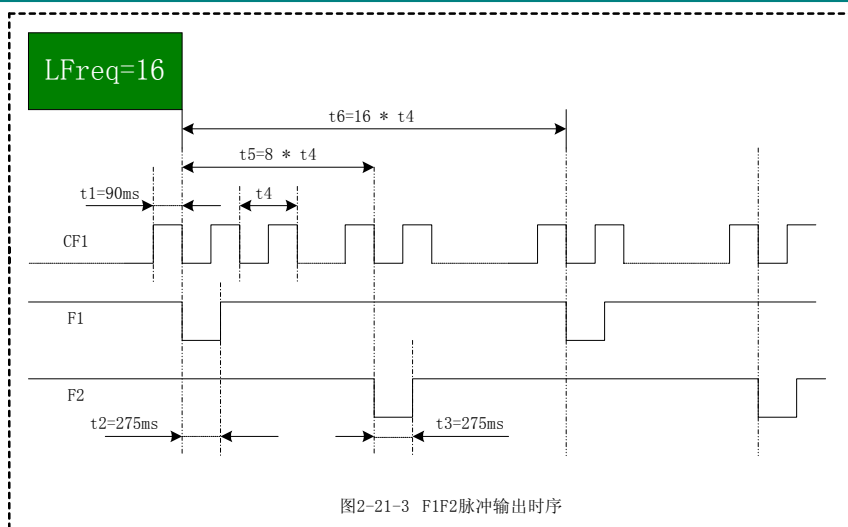 LFreq=16
t6=16 * t4
t5=8 * t4
t1=90ms
t4
CF1
F1
F2
t2=275ms
t3=275ms
图2-21-3 F1F2脉冲输出时序